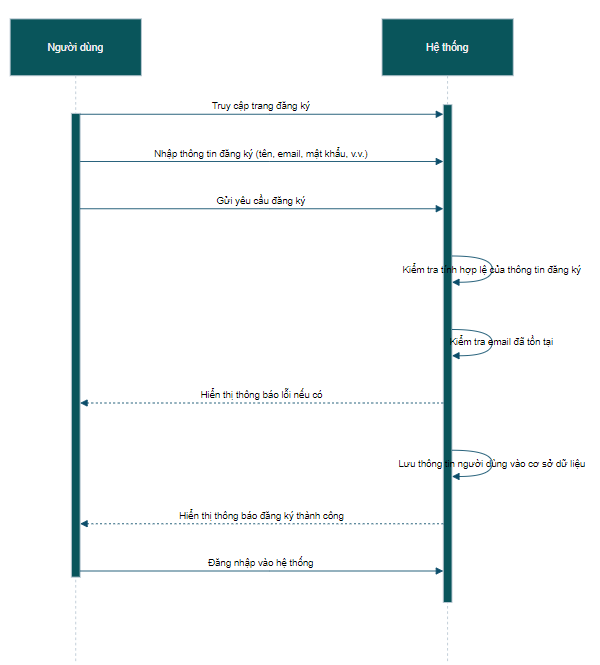 Người dùng
Hệ thống
Truy cập trang đăng ký
Nhập thông tin đăng ký (tên, email, mật khẩu, v.v.)
Gửi yêu cầu đăng ký
Kiểm tra tính hợp lệ của thông tin đăng ký
Kiểm tra email đã tồn tại
Hiển thị thông báo lỗi nếu có
Lưu thông tin người dùng vào cơ sở dữ liệu
Hiển thị thông báo đăng ký thành công
Đăng nhập vào hệ thống